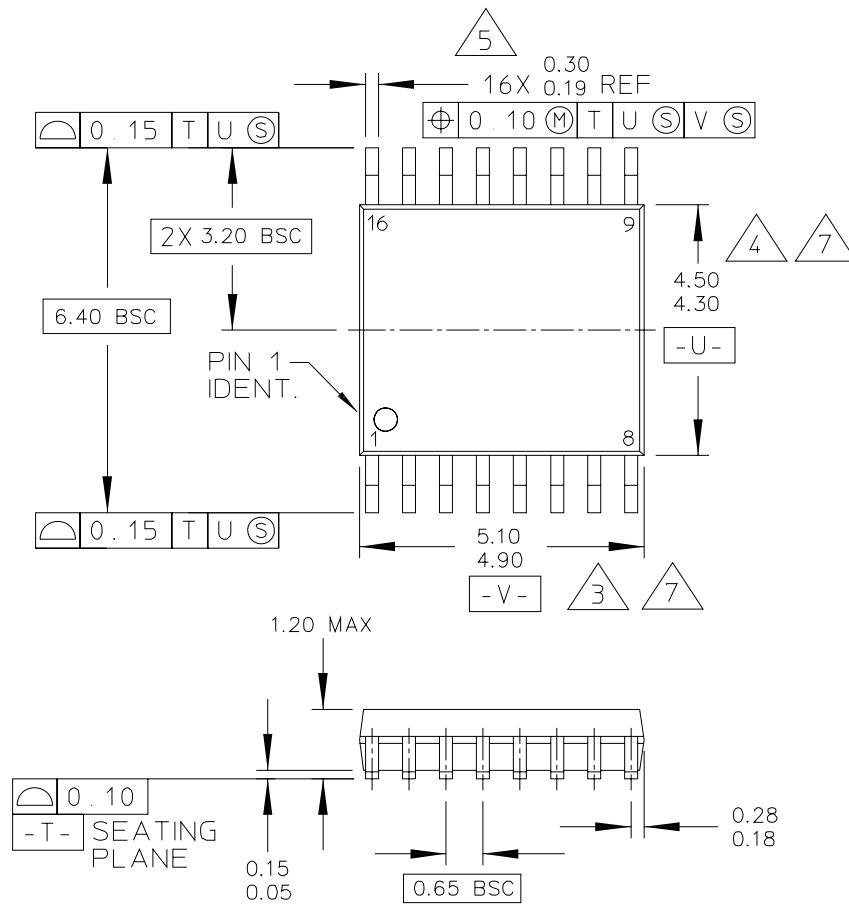 5
0.30
16X 0.19 REF
⌓ 0.15 T U Ⓢ
⌖ 0.10 Ⓜ T U Ⓢ V Ⓢ
16
9
2X 3.20 BSC
4
7
4.50
4.30
6.40 BSC
-U-
PIN 1
IDENT.
1
8
⌓ 0.15 T U Ⓢ
5.10
4.90
-V-
3
7
1.20 MAX
⌓ 0.10
-T- SEATING
PLANE
0.28
0.18
0.15
0.05
0.65 BSC